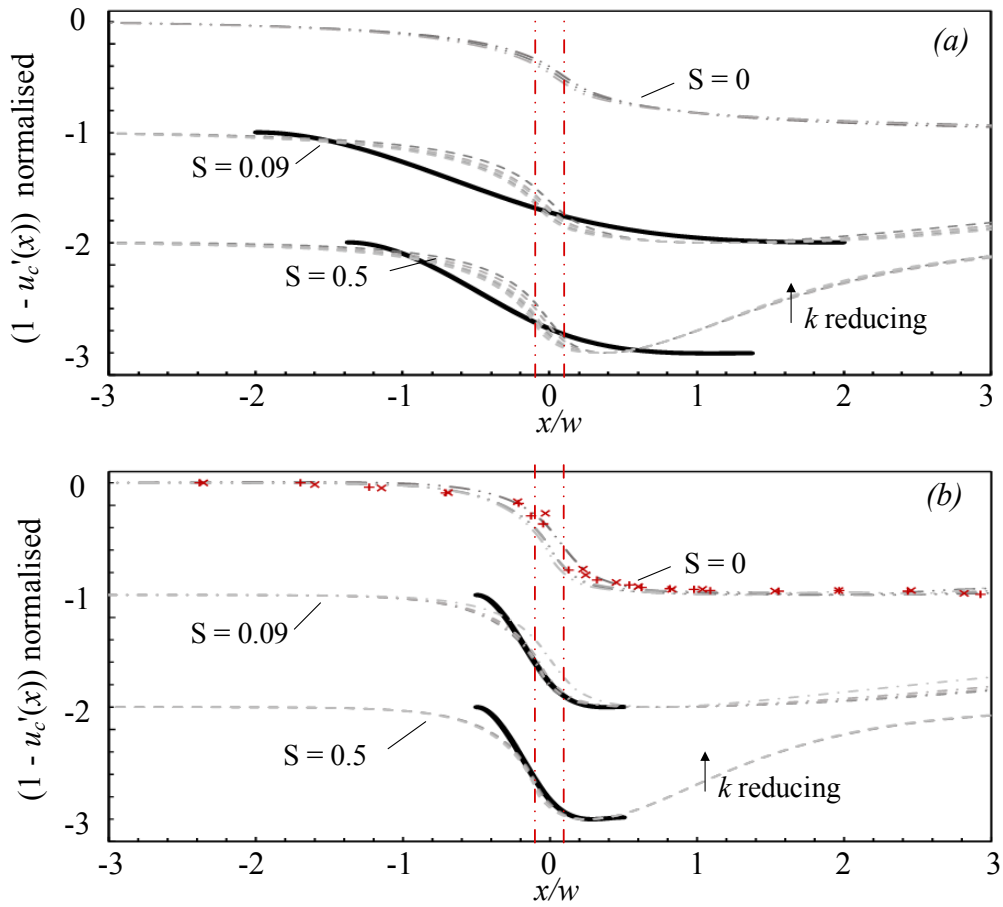 (a)
0
-1
-2
-3
(1 - u_c'(x)) normalised
S = 0
S = 0.09
S = 0.5
k reducing
-3 -2 -1 0 1 2 3
x/w
(b)
0
-1
-2
-3
(1 - u_c'(x)) normalised
S = 0
S = 0.09
S = 0.5
k reducing
-3 -2 -1 0 1 2 3
x/w